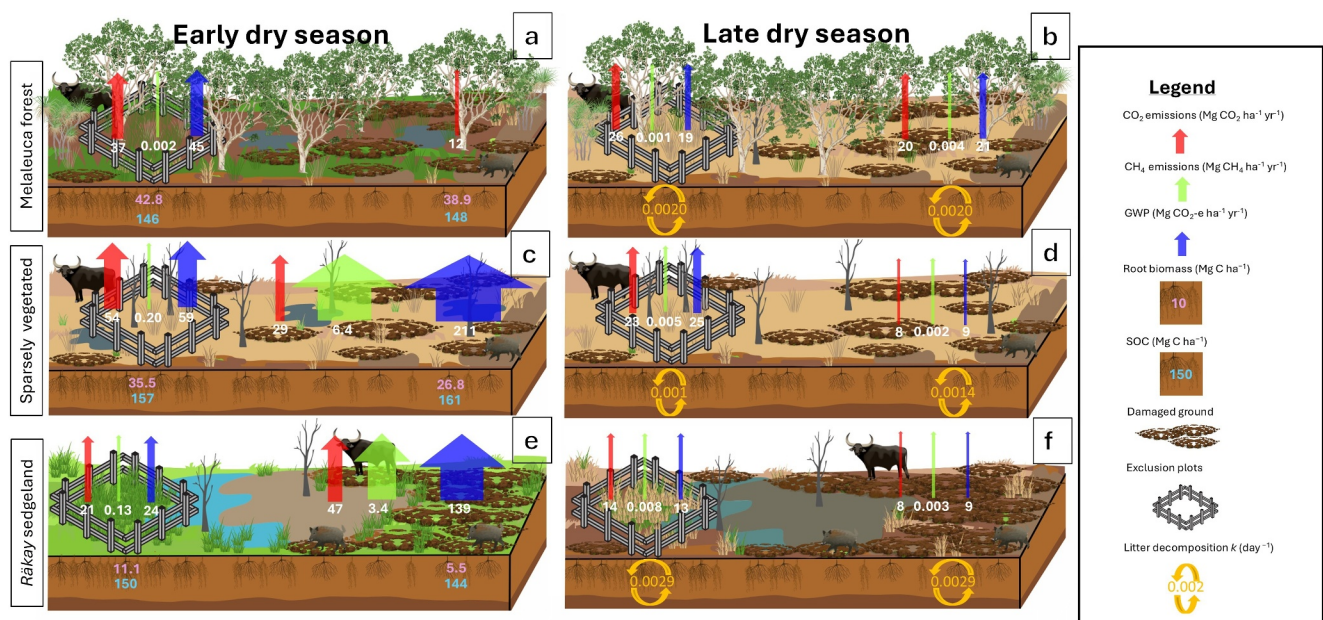 Early dry season
Late dry season
Melaleuca forest
a
37
0.002
45
12
42.8
38.9
146
148
b
26
0.001
19
20
0.004
21
0.0020
0.0020
Sparsely vegetated
c
54
0.20
59
29
6.4
211
35.5
26.8
157
161
d
23
0.005
25
8
0.002
9
0.001
0.0014
Räkay sedgeland
e
21
0.13
24
47
3.4
139
11.1
5.5
150
144
f
14
0.008
13
8
0.003
9
0.0029
0.0029
Legend
CO₂ emissions (Mg CO₂ ha⁻¹ yr⁻¹)
CH₄ emissions (Mg CH₄ ha⁻¹ yr⁻¹)
GWP (Mg CO₂-e ha⁻¹ yr⁻¹)
Root biomass (Mg C ha⁻¹)
10
SOC (Mg C ha⁻¹)
150
Damaged ground
Exclusion plots
Litter decomposition k (day⁻¹)
0.002